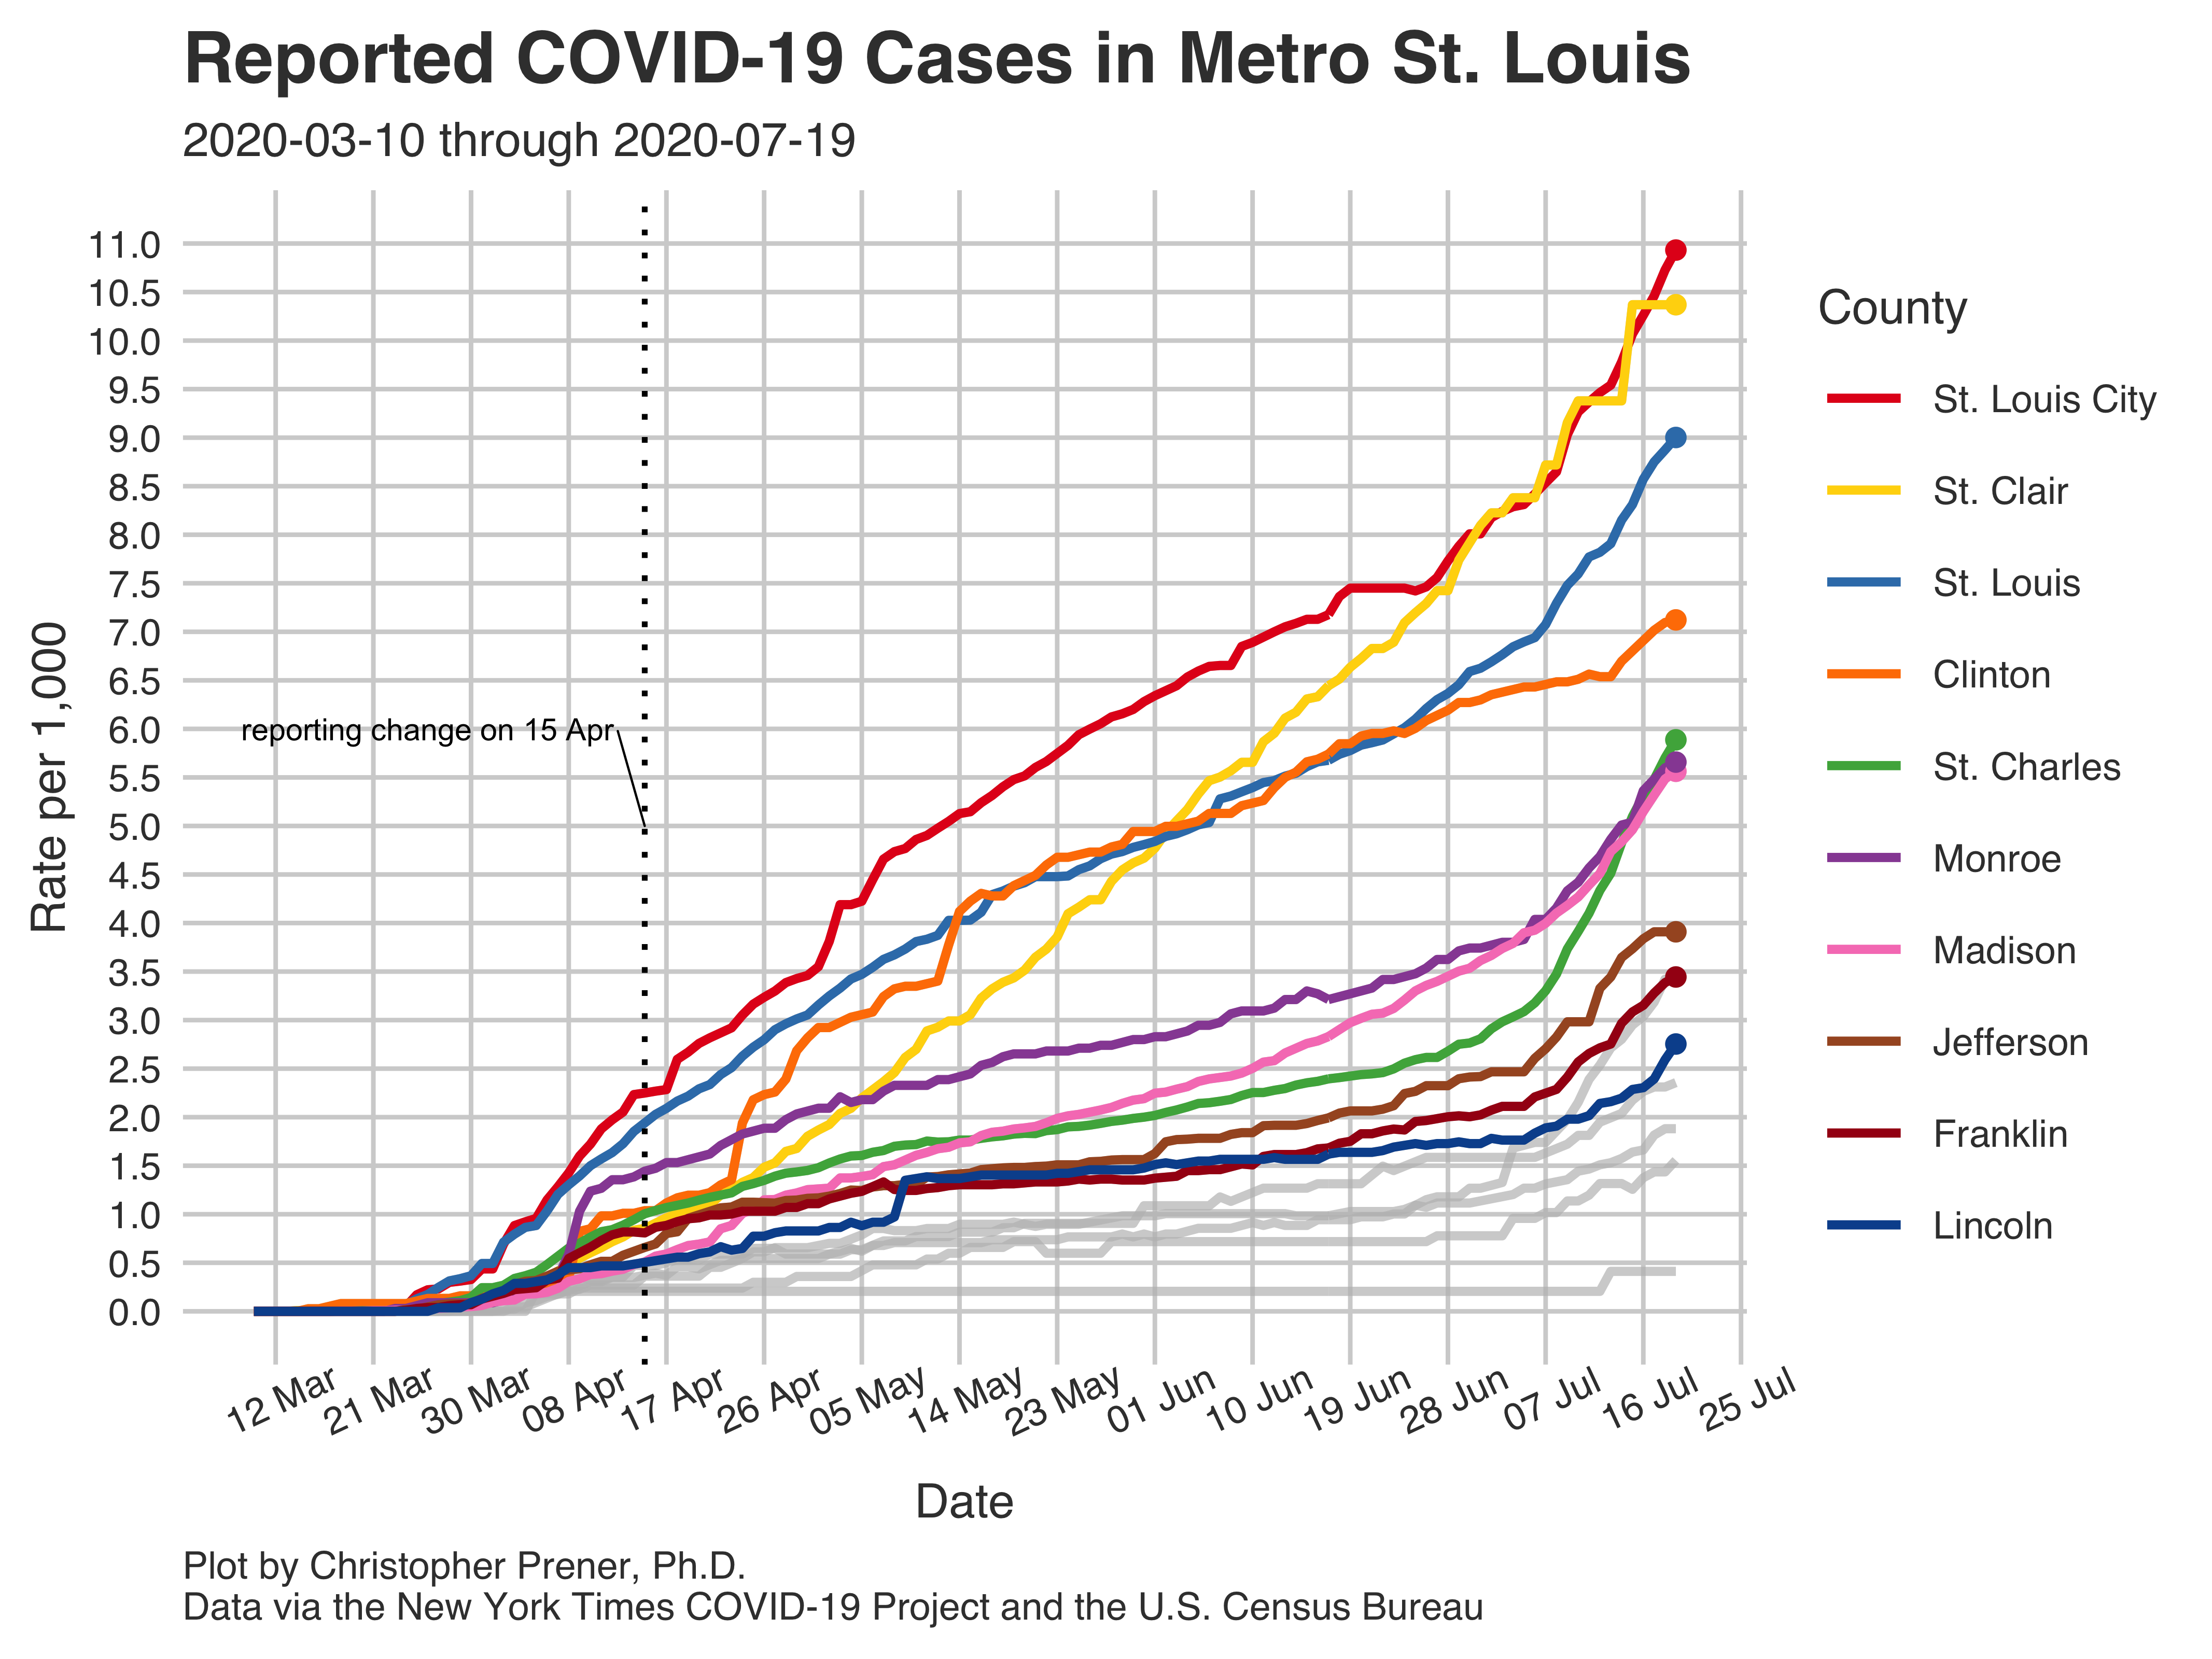 Reported COVID-19 Cases in Metro St. Louis
2020-03-10 through 2020-07-19
Rate per 1,000
11.0
10.5
10.0
9.5
9.0
8.5
8.0
7.5
7.0
6.5
6.0
5.5
5.0
4.5
4.0
3.5
3.0
2.5
2.0
1.5
1.0
0.5
0.0
reporting change on 15 Apr
12 Mar
21 Mar
30 Mar
08 Apr
17 Apr
26 Apr
05 May
14 May
23 May
01 Jun
10 Jun
19 Jun
28 Jun
07 Jul
16 Jul
25 Jul
Date
County
St. Louis City
St. Clair
St. Louis
Clinton
St. Charles
Monroe
Madison
Jefferson
Franklin
Lincoln
Plot by Christopher Prener, Ph.D.
Data via the New York Times COVID-19 Project and the U.S. Census Bureau